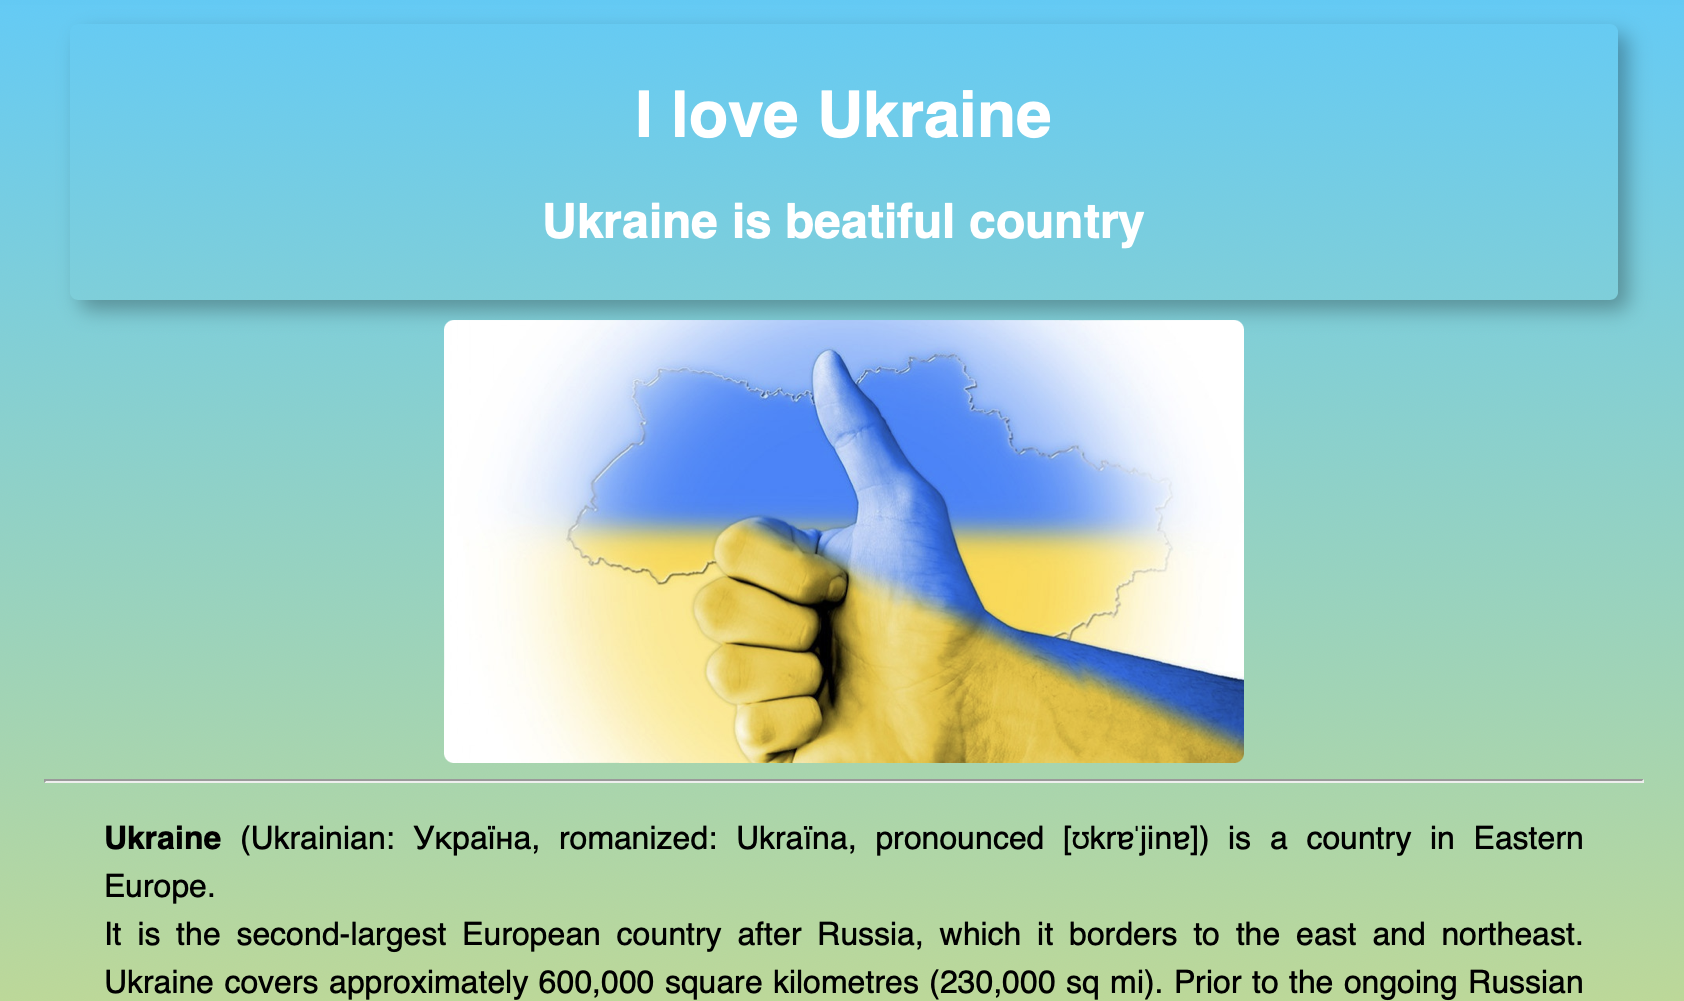 I love Ukraine
Ukraine is beatiful country
Ukraine (Ukrainian: Україна, romanized: Ukraïna, pronounced [ʊkrɐˈjinɐ]) is a country in Eastern
Europe.
It is the second-largest European country after Russia, which it borders to the east and northeast.
Ukraine covers approximately 600,000 square kilometres (230,000 sq mi). Prior to the ongoing Russian